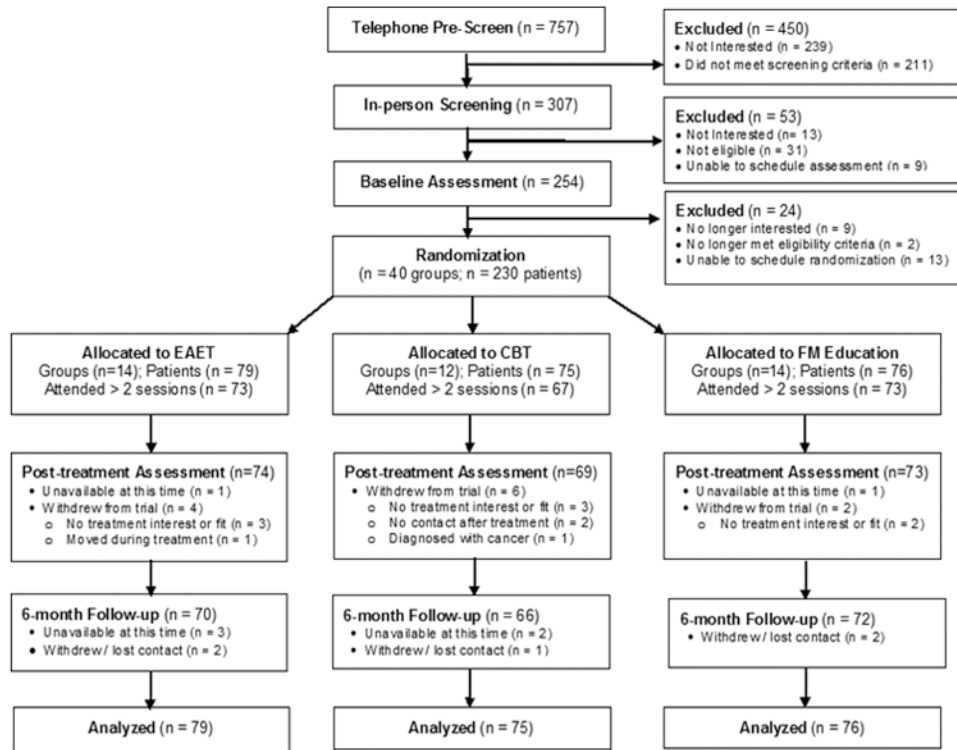 Telephone Pre-Screen (n = 757)
Excluded (n = 450)
• Not Interested (n = 239)
• Did not meet screening criteria (n = 211)
In-person Screening (n = 307)
Excluded (n = 53)
• Not Interested (n= 13)
• Not eligible (n = 31)
• Unable to schedule assessment (n = 9)
Baseline Assessment (n = 254)
Excluded (n = 24)
• No longer interested (n = 9)
• No longer met eligibility criteria (n = 2)
• Unable to schedule randomization (n = 13)
Randomization
(n = 40 groups; n = 230 patients)
Allocated to EAET
Groups (n=14); Patients (n = 79)
Attended > 2 sessions (n = 73)
Allocated to CBT
Groups (n=12); Patients (n = 75)
Attended > 2 sessions (n = 67)
Allocated to FM Education
Groups (n=14); Patients (n = 76)
Attended > 2 sessions (n = 73)
Post-treatment Assessment (n=74)
• Unavailable at this time (n = 1)
• Withdrew from trial (n = 4)
o No treatment interest or fit (n = 3)
o Moved during treatment (n = 1)
Post-treatment Assessment (n=69)
• Withdrew from trial (n = 6)
o No treatment interest or fit (n = 3)
o No contact after treatment (n = 2)
o Diagnosed with cancer (n = 1)
Post-treatment Assessment (n=73)
• Unavailable at this time (n = 1)
• Withdrew from trial (n = 2)
o No treatment interest or fit (n = 2)
6-month Follow-up (n = 70)
• Unavailable at this time (n = 3)
• Withdrew / lost contact (n = 2)
6-month Follow-up (n = 66)
• Unavailable at this time (n = 2)
• Withdrew / lost contact (n = 1)
6-month Follow-up (n = 72)
• Withdrew / lost contact (n = 2)
Analyzed (n = 79)
Analyzed (n = 75)
Analyzed (n = 76)